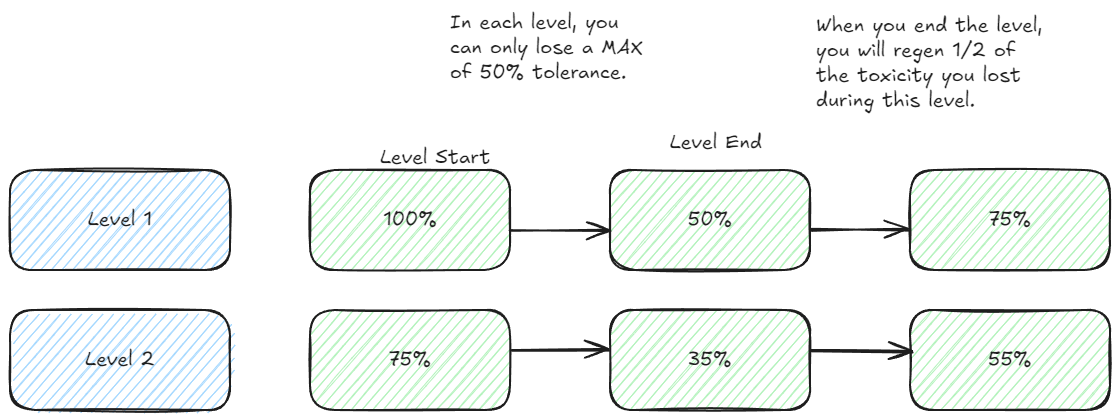 In each level, you
can only lose a MAX
of 50% tolerance.
When you end the level,
you will regen 1/2 of
the toxicity you lost
during this level.
Level Start
Level End
Level 1
100%
50%
75%
Level 2
75%
35%
55%